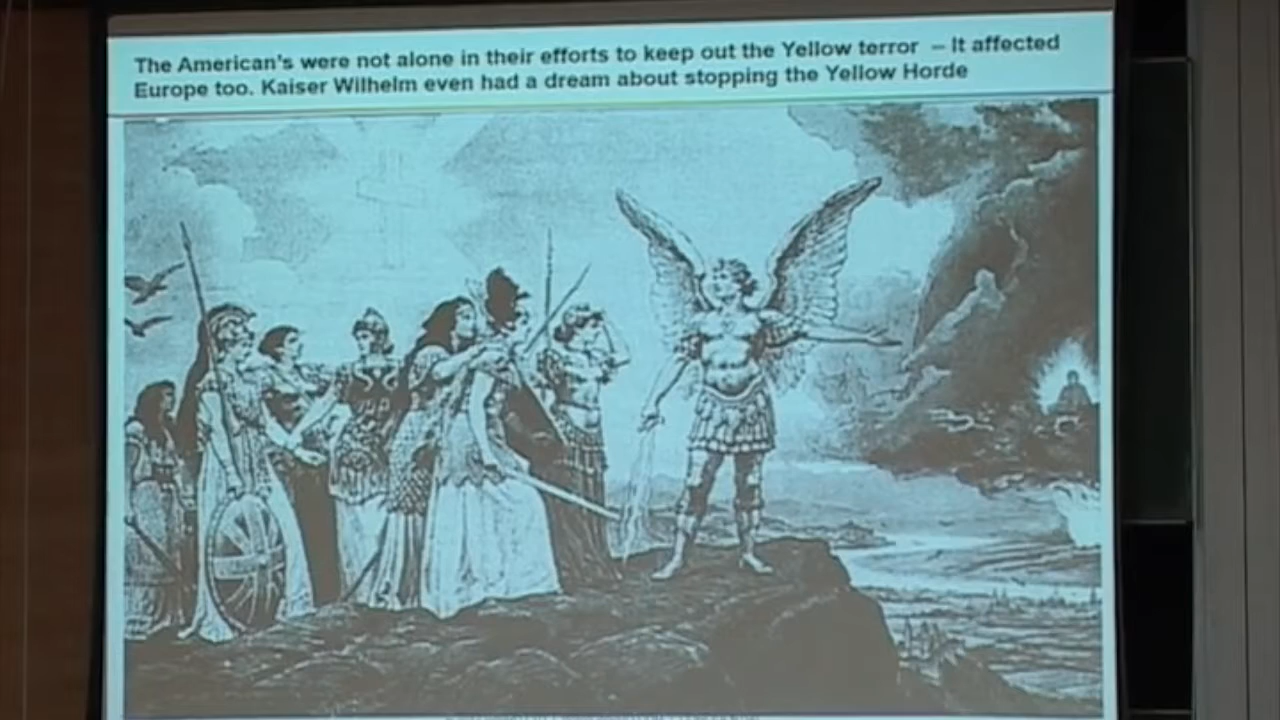 The American's were not alone in their efforts to keep out the Yellow terror – It affected
Europe too. Kaiser Wilhelm even had a dream about stopping the Yellow Horde